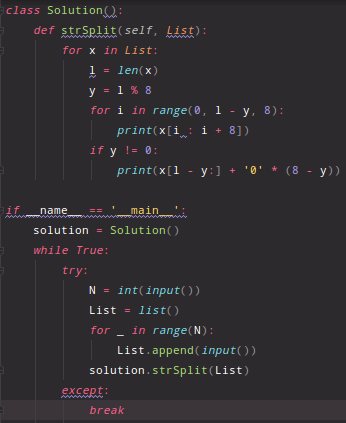 class Solution():
    def strSplit(self, List):
        for x in List:
            l = len(x)
            y = l % 8
            for i in range(0, l - y, 8):
                print(x[i : i + 8])
            if y != 0:
                print(x[l - y:] + '0' * (8 - y))
if __name__ == '__main__':
    solution = Solution()
    while True:
        try:
            N = int(input())
            List = list()
            for _ in range(N):
                List.append(input())
            solution.strSplit(List)
        except:
            break